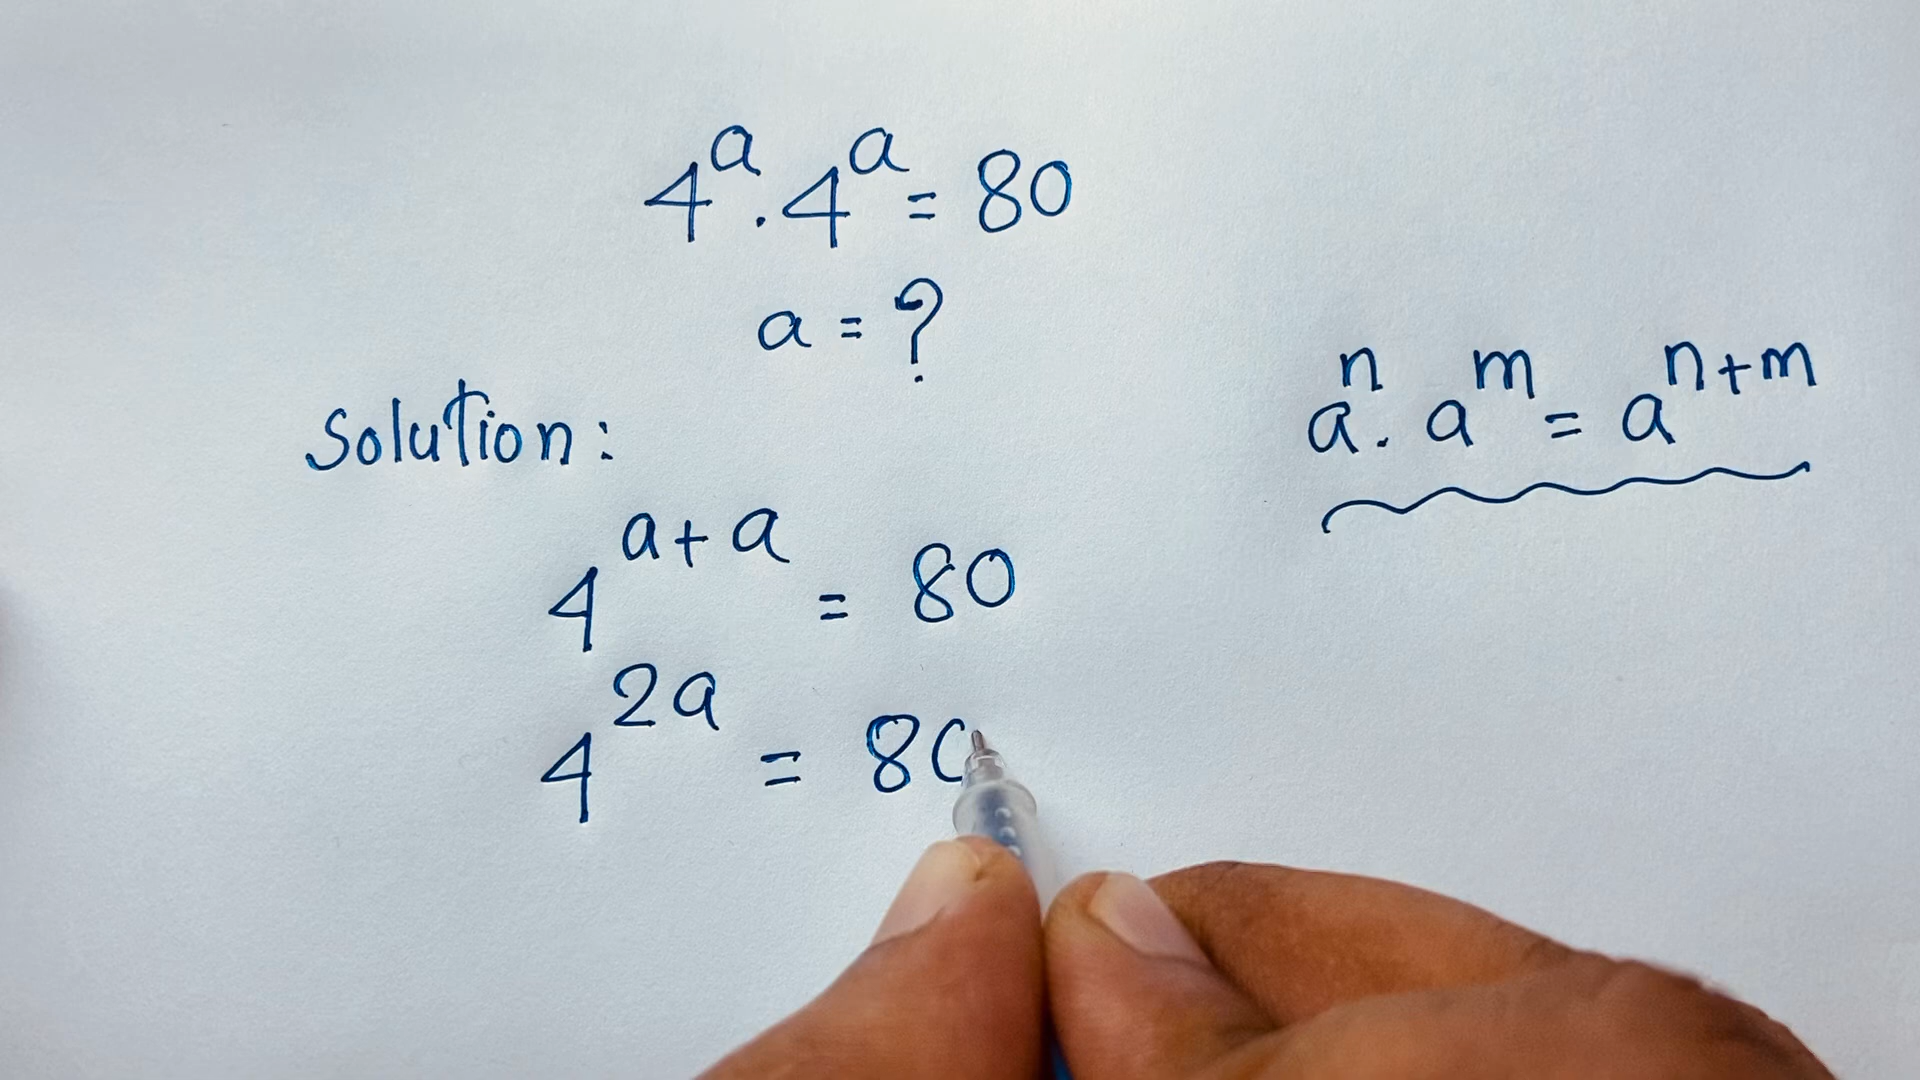 4^a . 4^a = 80
a = ?
Solution:
a^n . a^m = a^n+m
4^a+a = 80
4^2a = 80